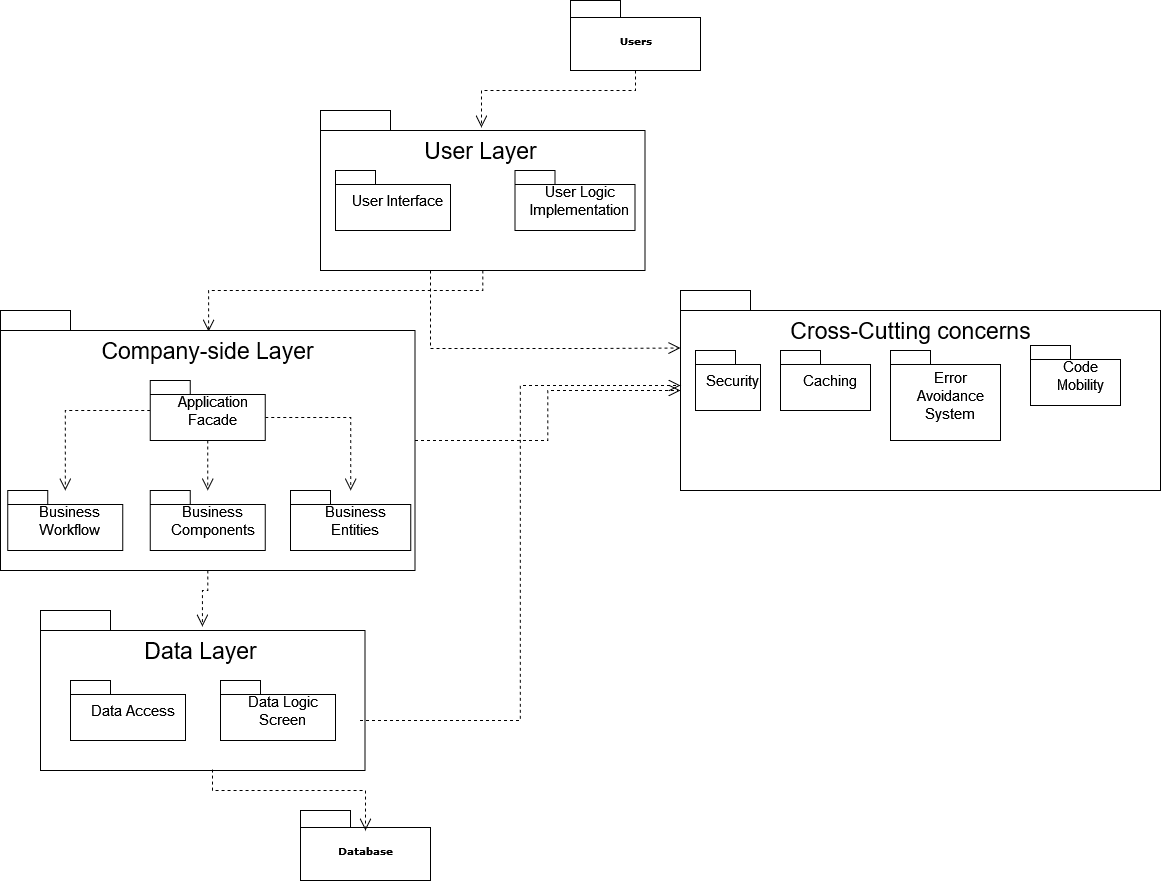 Users
User Layer
User Interface
User Logic
Implementation
Company-side Layer
Application
Facade
Business
Workflow
Business
Components
Business
Entities
Cross-Cutting concerns
Security
Caching
Error
Avoidance
System
Code
Mobility
Data Layer
Data Access
Data Logic
Screen
Database